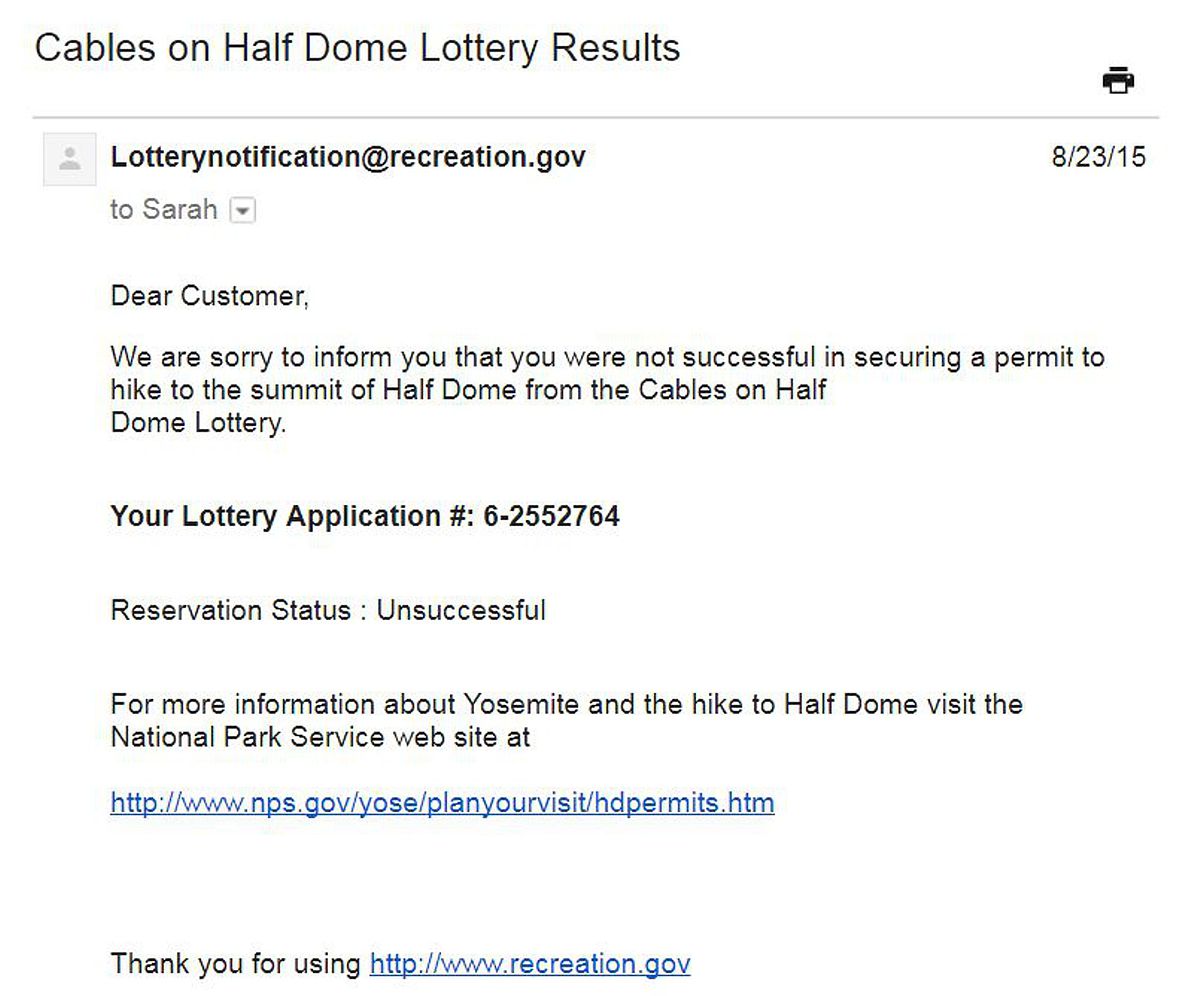 Cables on Half Dome Lottery Results
Lotterynotification@recreation.gov 8/23/15
to Sarah
Dear Customer,
We are sorry to inform you that you were not successful in securing a permit to
hike to the summit of Half Dome from the Cables on Half
Dome Lottery.
Your Lottery Application #: 6-2552764
Reservation Status : Unsuccessful
For more information about Yosemite and the hike to Half Dome visit the
National Park Service web site at
http://www.nps.gov/yose/planyourvisit/hdpermits.htm
Thank you for using http://www.recreation.gov